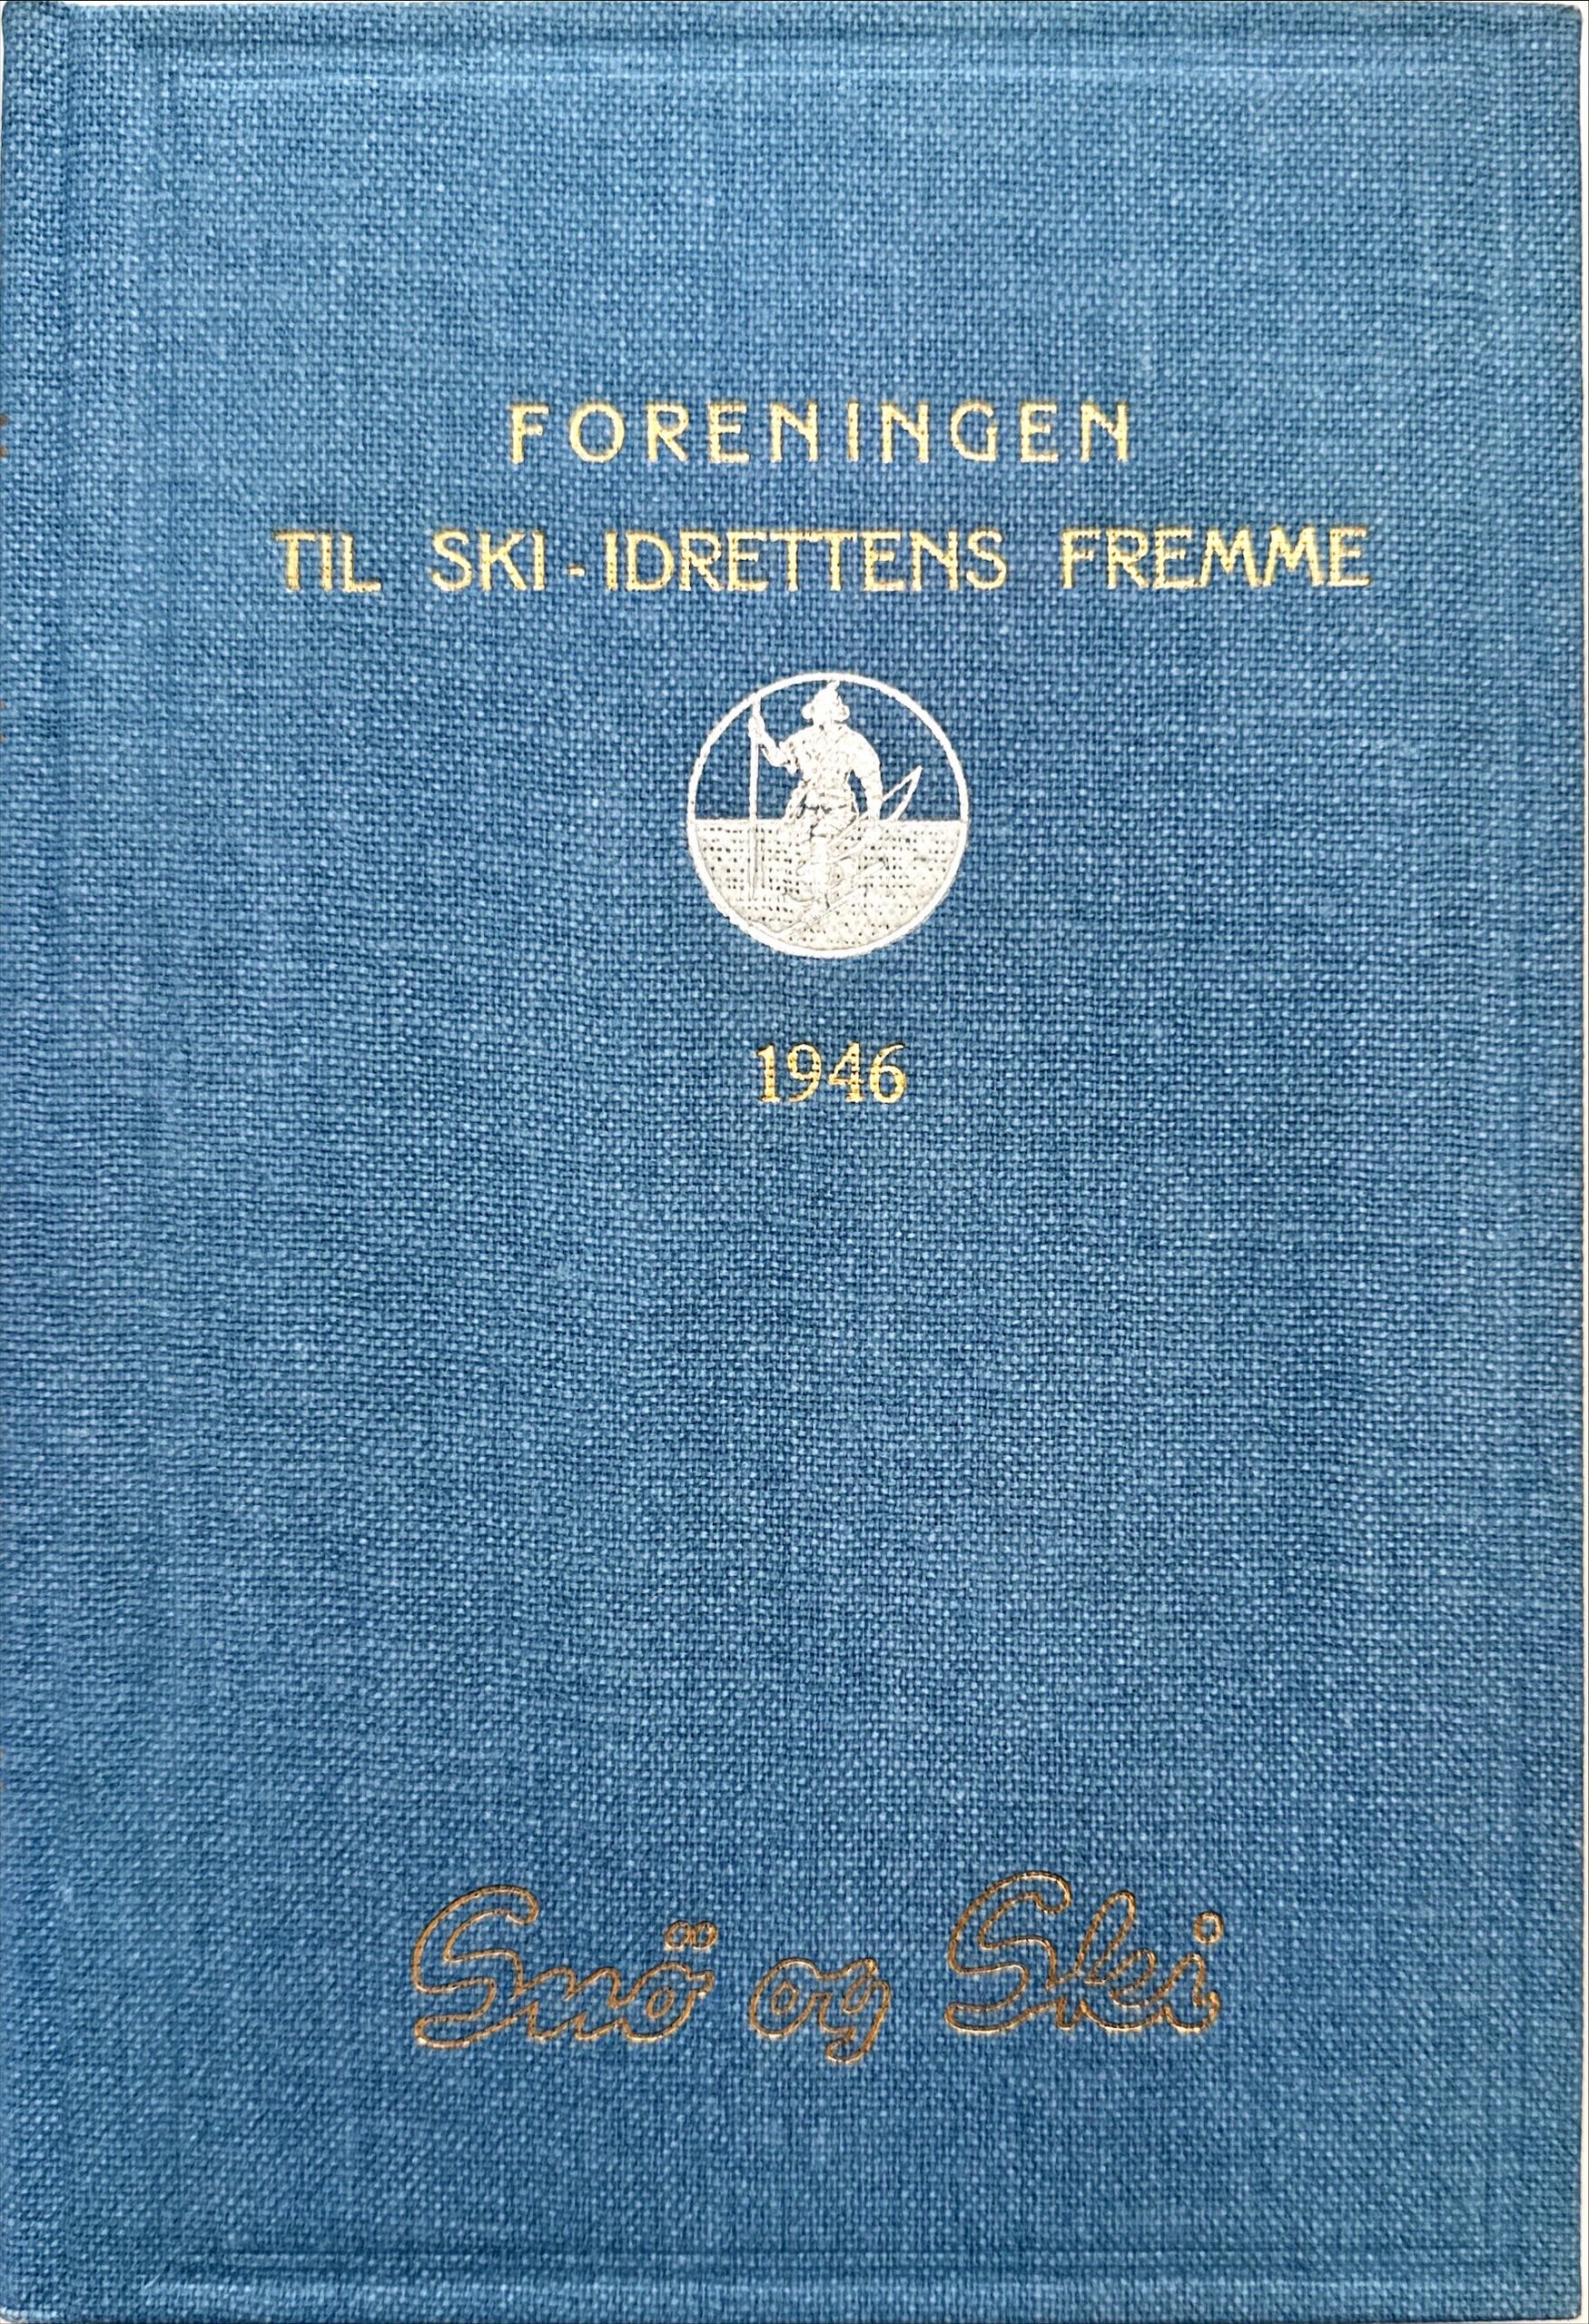 FORENINGEN
TIL SKI-IDRETTENS FREMME
1946
Snö og Ski